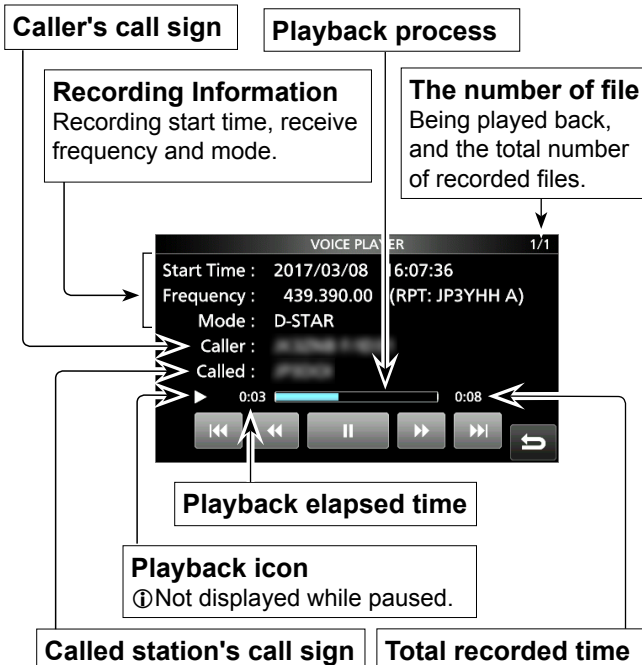 Caller's call sign
Playback process
Recording Information
Recording start time, receive
frequency and mode.
The number of file
Being played back,
and the total number
of recorded files.
VOICE PLAYER 1/1
Start Time : 2017/03/08 16:07:36
Frequency : 439.390.00 (RPT: JP3YHH A)
Mode : D-STAR
Caller :
Called :
0:03 0:08
Playback elapsed time
Playback icon
ⓘNot displayed while paused.
Called station's call sign
Total recorded time